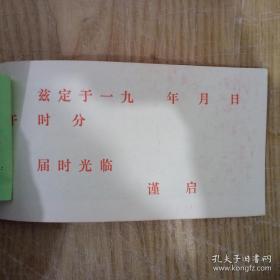 兹定于一九 年 月 日
午 时 分
届时光临
谨 启
孔夫子旧书网